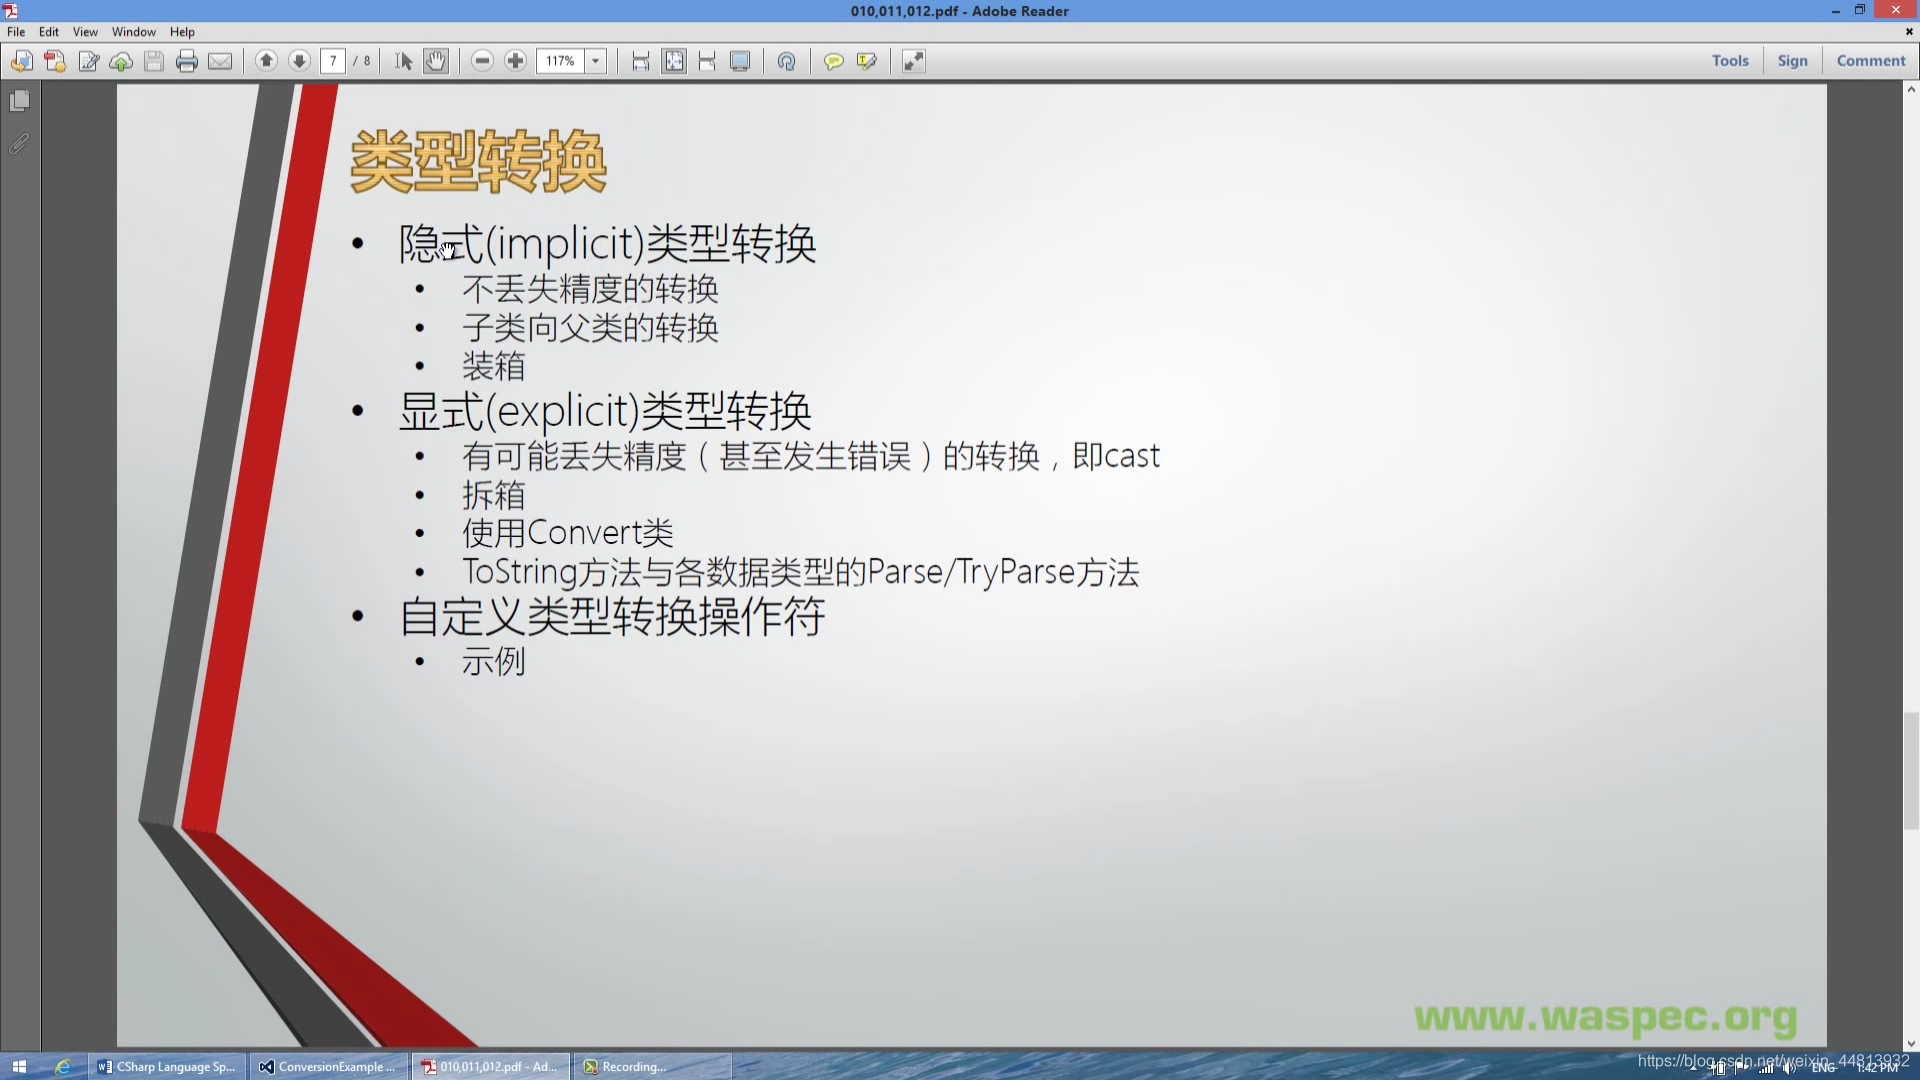 010,011,012.pdf - Adobe Reader
File Edit View Window Help
7 / 8 117% Tools Sign Comment
类型转换
• 隐式(implicit)类型转换
• 不丢失精度的转换
• 子类向父类的转换
• 装箱
• 显式(explicit)类型转换
• 有可能丢失精度（甚至发生错误）的转换，即cast
• 拆箱
• 使用Convert类
• ToString方法与各数据类型的Parse/TryParse方法
• 自定义类型转换操作符
• 示例
www.waspec.org
https://blog.csdn.net/weixin_44813932
CSharp Language Sp... ConversionExample ... 010,011,012.pdf - Ad... Recording... ENG 1:42 PM